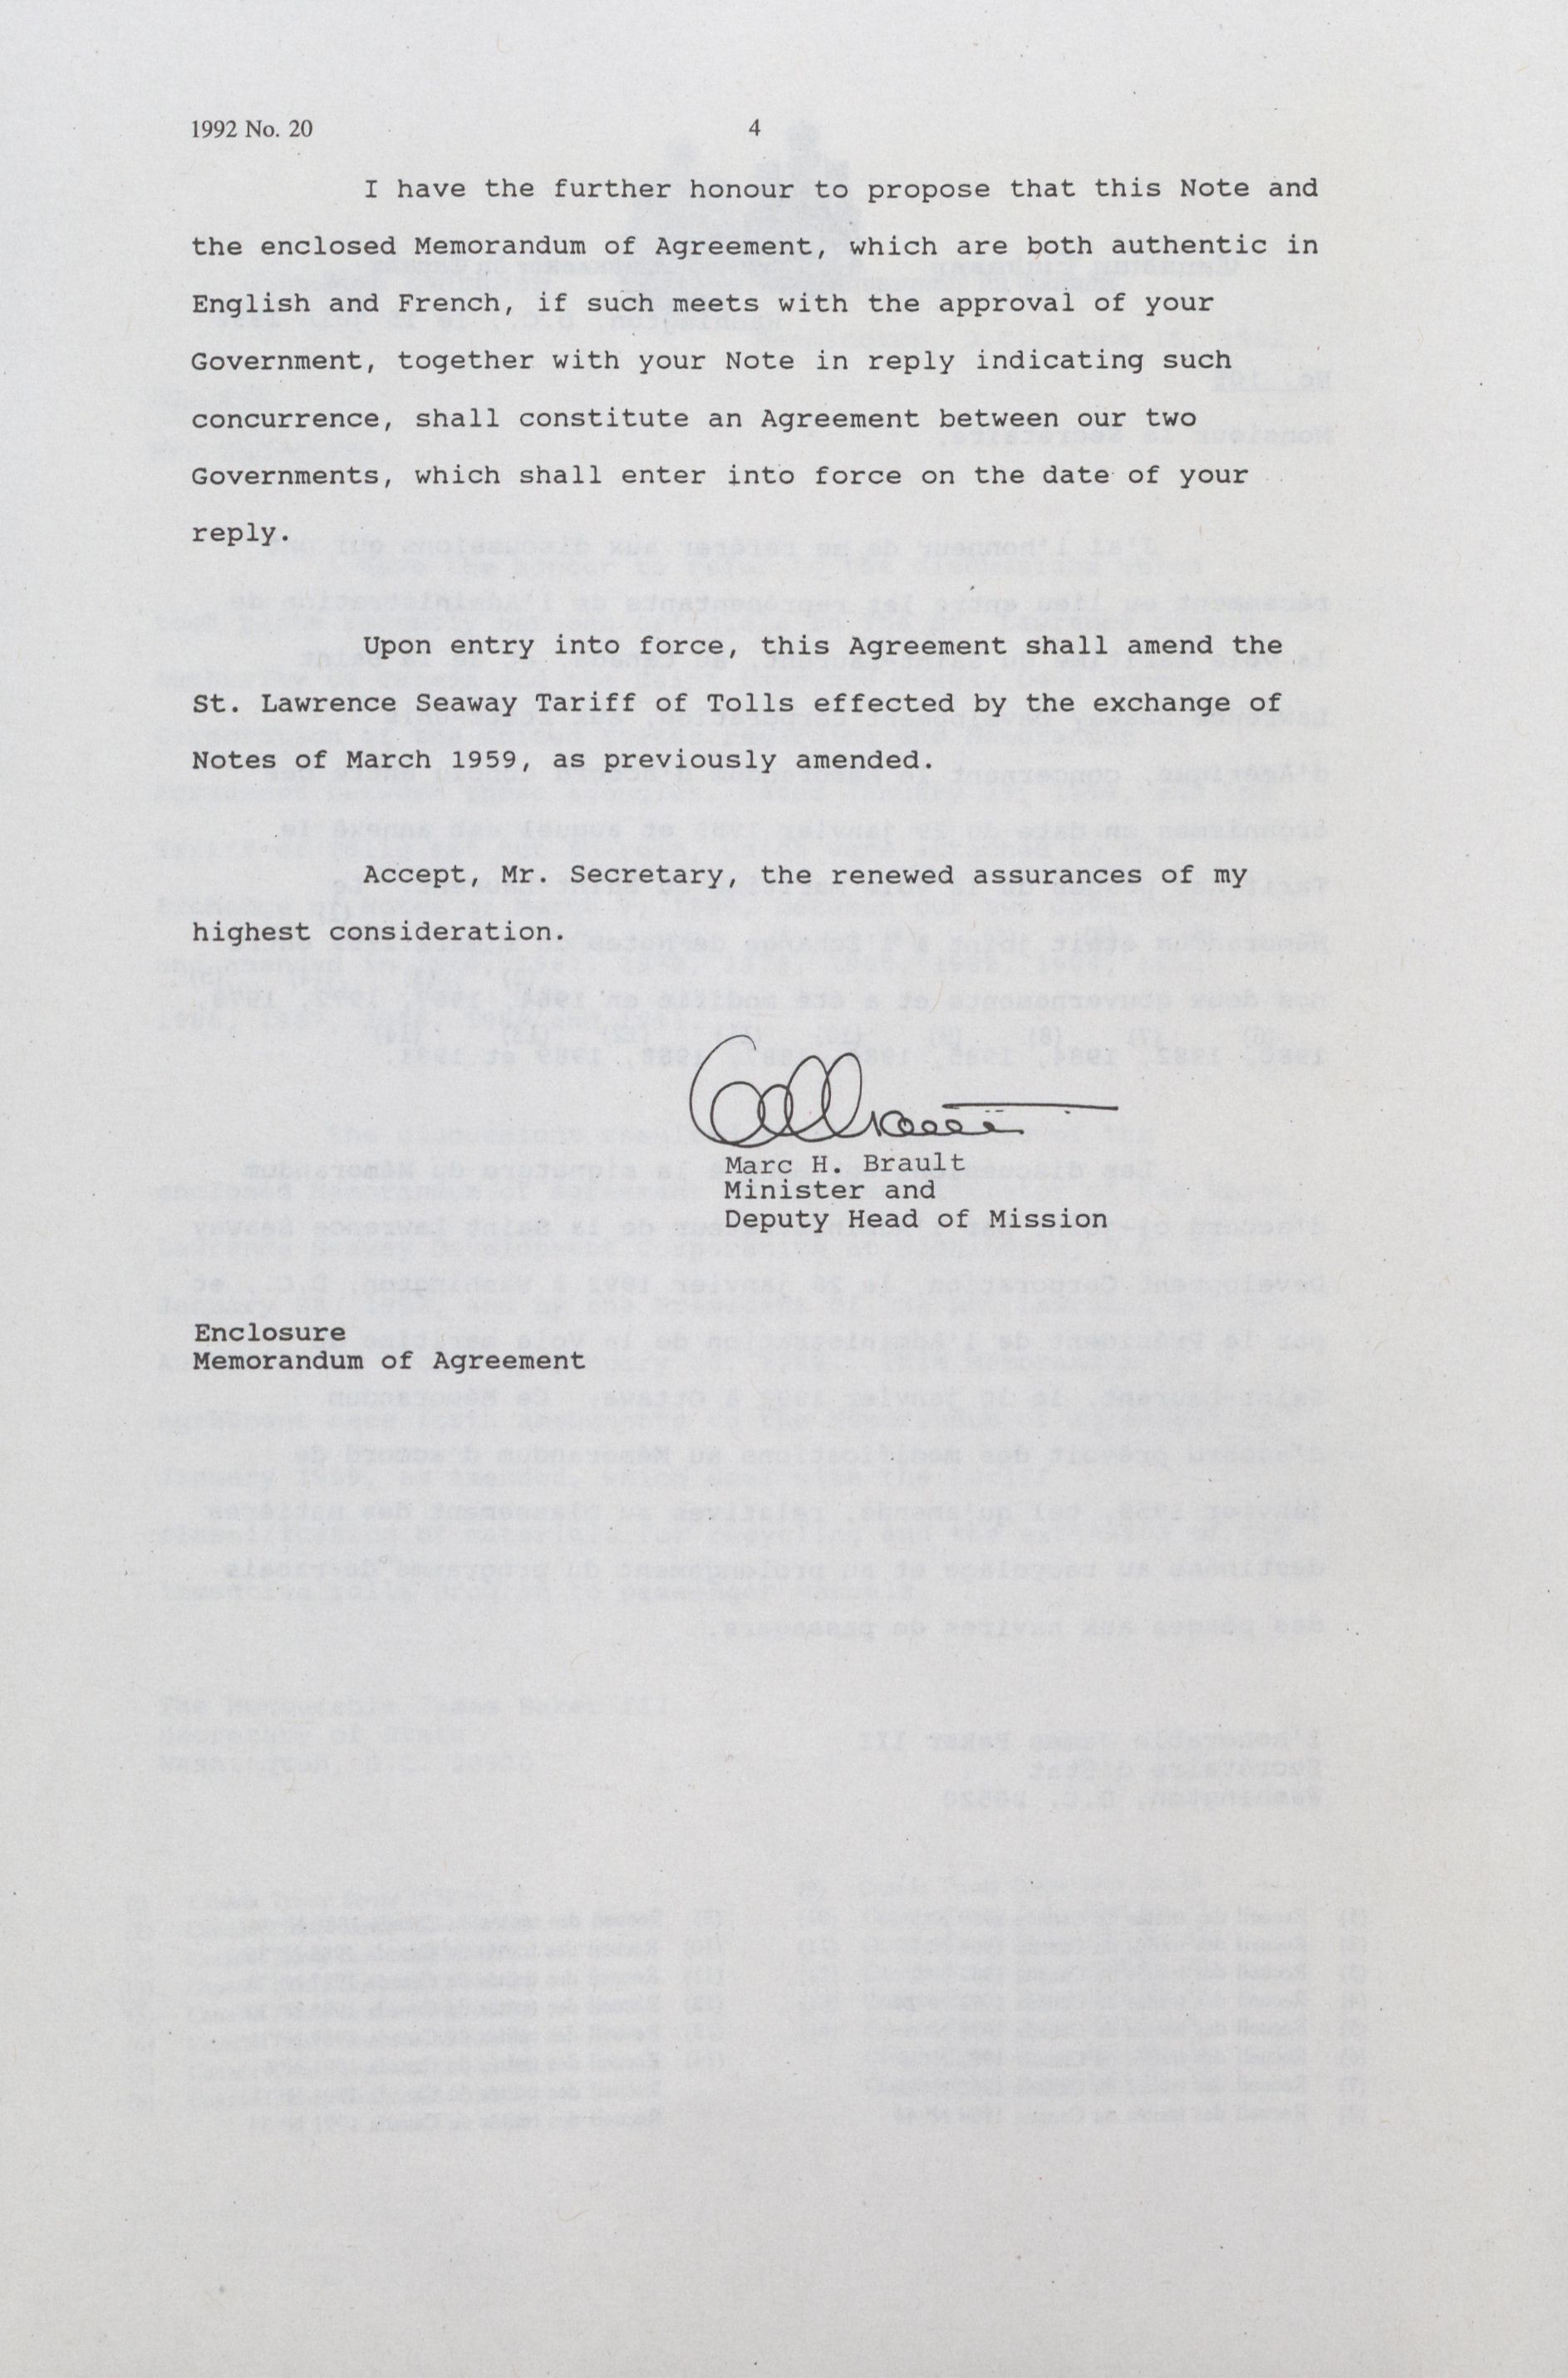 1992 No. 20 4
I have the further honour to propose that this Note and
the enclosed Memorandum of Agreement, which are both authentic in
English and French, if such meets with the approval of your
Government, together with your Note in reply indicating such
concurrence, shall constitute an Agreement between our two
Governments, which shall enter into force on the date of your
reply.
Upon entry into force, this Agreement shall amend the
St. Lawrence Seaway Tariff of Tolls effected by the exchange of
Notes of March 1959, as previously amended.
Accept, Mr. Secretary, the renewed assurances of my
highest consideration.
Marc H. Brault
Minister and
Deputy Head of Mission
Enclosure
Memorandum of Agreement